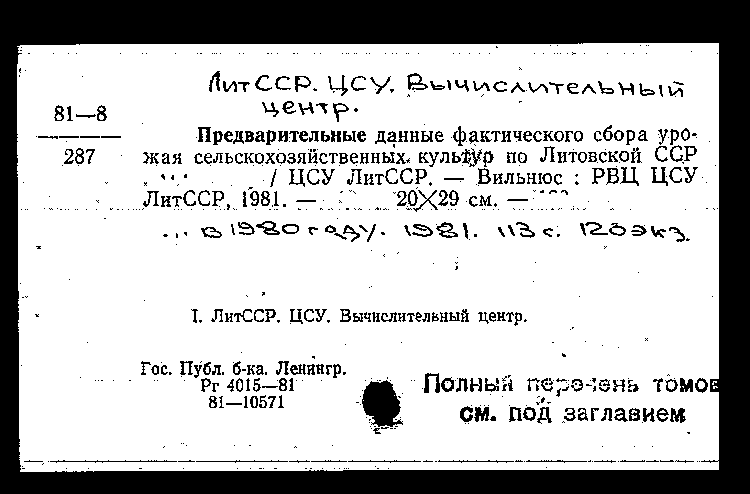 ЛитССР. ЦСУ. Вычислительный
центр.
81—8
287
Предварительные данные фактического сбора уро-
жая сельскохозяйственных культур по Литовской ССР
... / ЦСУ ЛитССР. — Вильнюс : РВЦ ЦСУ
ЛитССР, 1981. — 20×29 см. —
... в 1980 году. 1981. 113 с. 120 экз.
I. ЛитССР. ЦСУ. Вычислительный центр.
Гос. Публ. б-ка. Ленингр.
Рг 4015—81
81—10571
Полный перечень томов
см. под заглавием